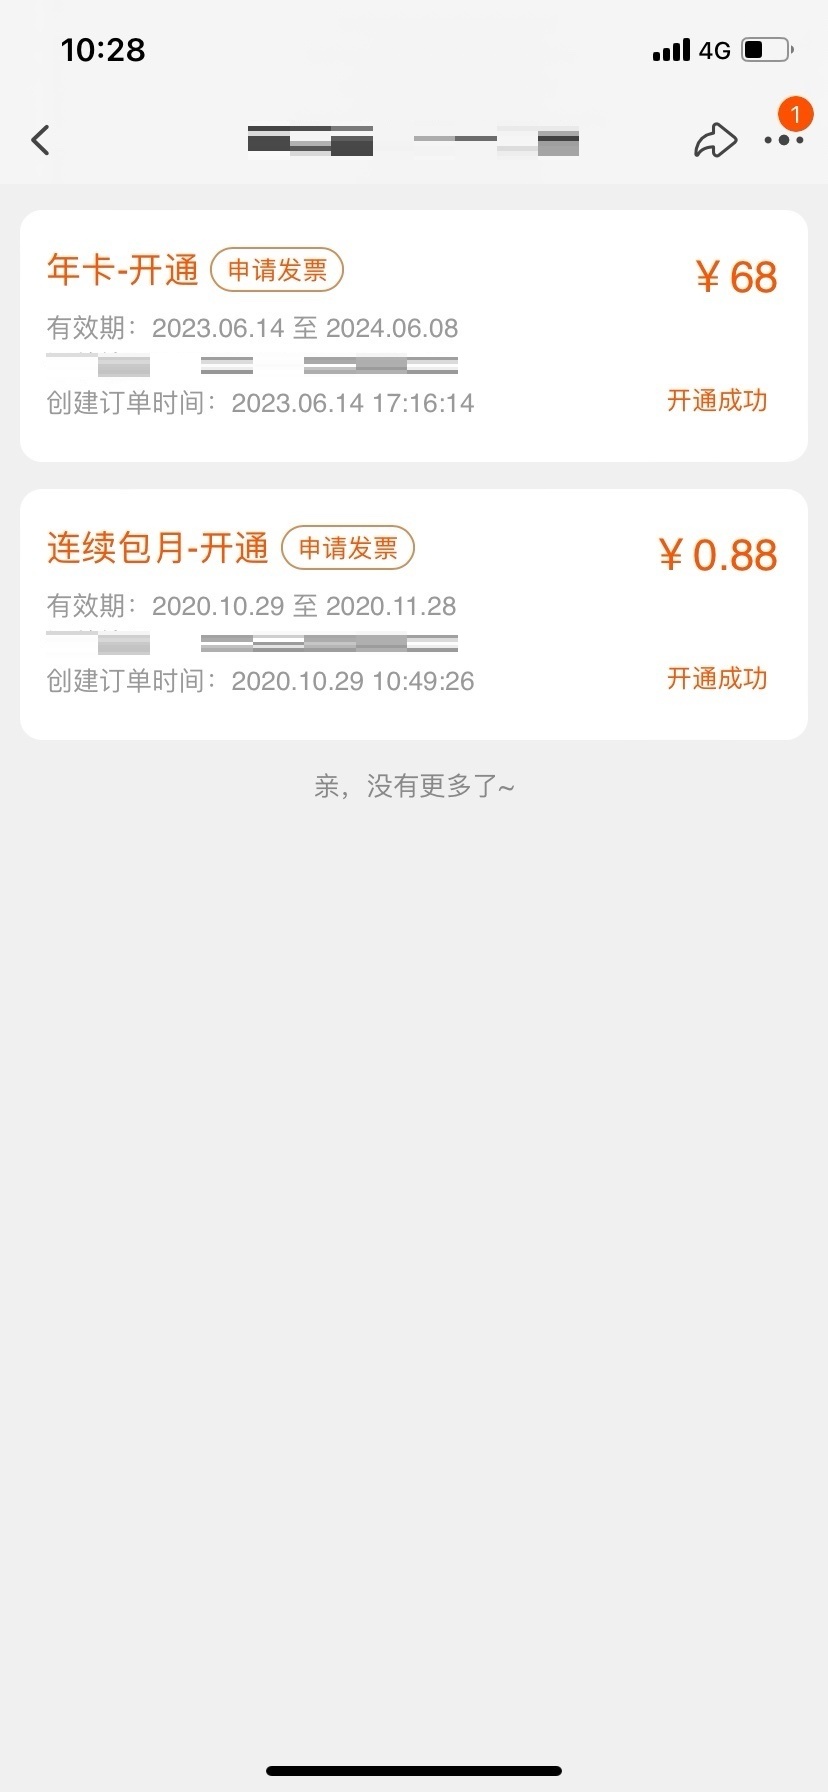 10:28
4G
1
年卡-开通 申请发票 ¥68
有效期：2023.06.14 至 2024.06.08
创建订单时间：2023.06.14 17:16:14 开通成功
连续包月-开通 申请发票 ¥0.88
有效期：2020.10.29 至 2020.11.28
创建订单时间：2020.10.29 10:49:26 开通成功
亲，没有更多了~